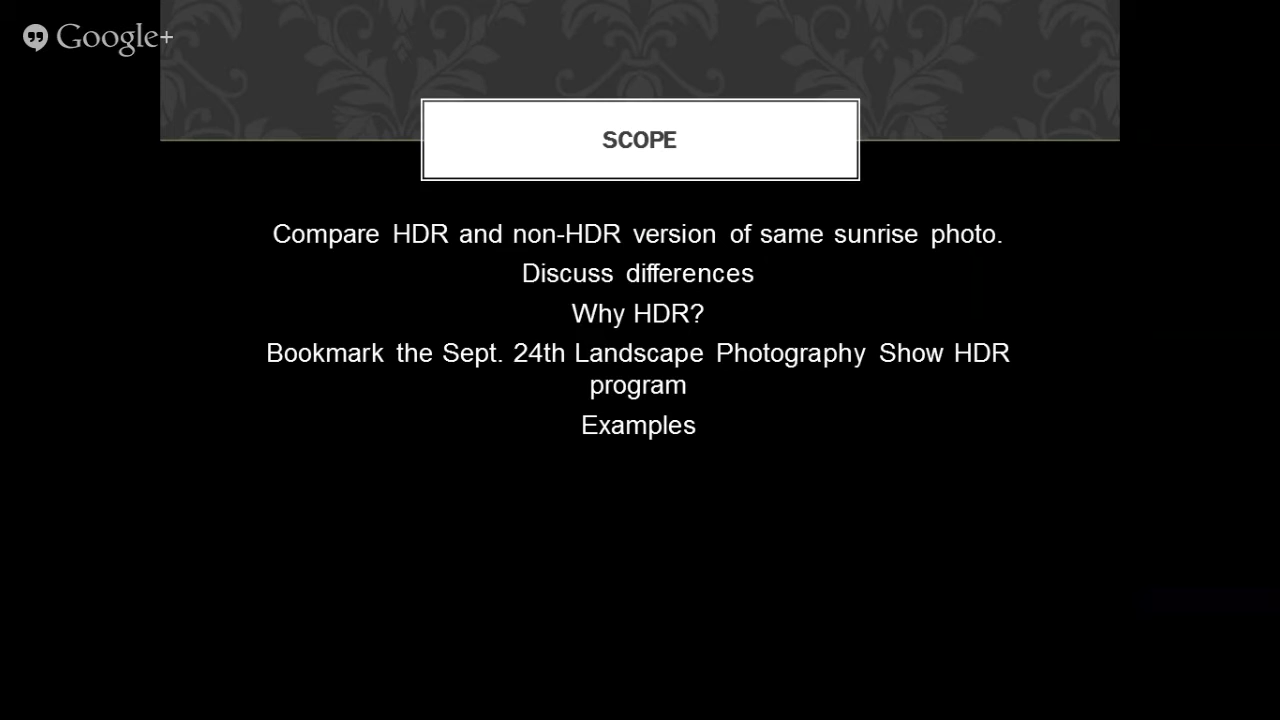 Google+
SCOPE
Compare HDR and non-HDR version of same sunrise photo.
Discuss differences
Why HDR?
Bookmark the Sept. 24th Landscape Photography Show HDR
program
Examples